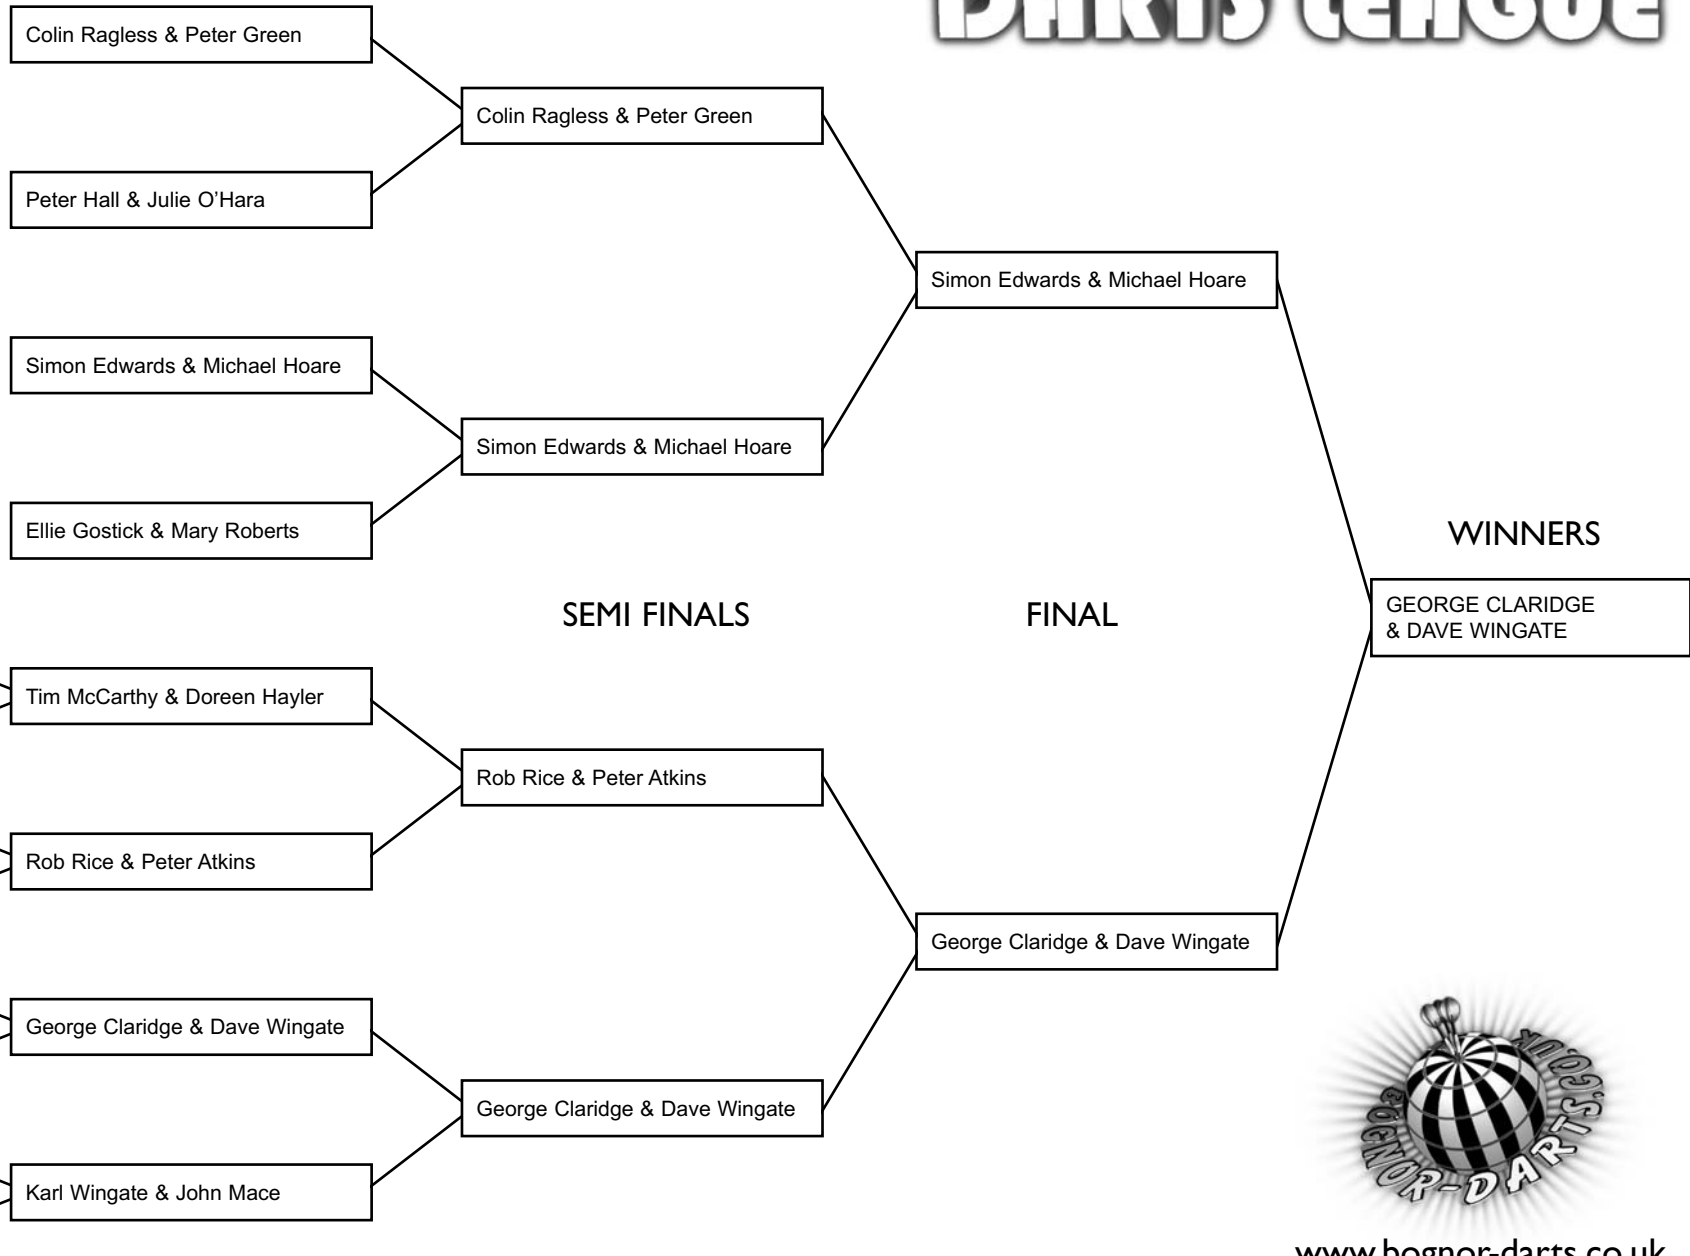 DARTS LEAGUE
Colin Ragless & Peter Green
Colin Ragless & Peter Green
Peter Hall & Julie O’Hara
Simon Edwards & Michael Hoare
Simon Edwards & Michael Hoare
Simon Edwards & Michael Hoare
Ellie Gostick & Mary Roberts
WINNERS
GEORGE CLARIDGE
& DAVE WINGATE
SEMI FINALS
FINAL
Tim McCarthy & Doreen Hayler
Rob Rice & Peter Atkins
Rob Rice & Peter Atkins
George Claridge & Dave Wingate
George Claridge & Dave Wingate
George Claridge & Dave Wingate
Karl Wingate & John Mace
BOGNOR-DARTS.CO.UK
www.bognor-darts.co.uk